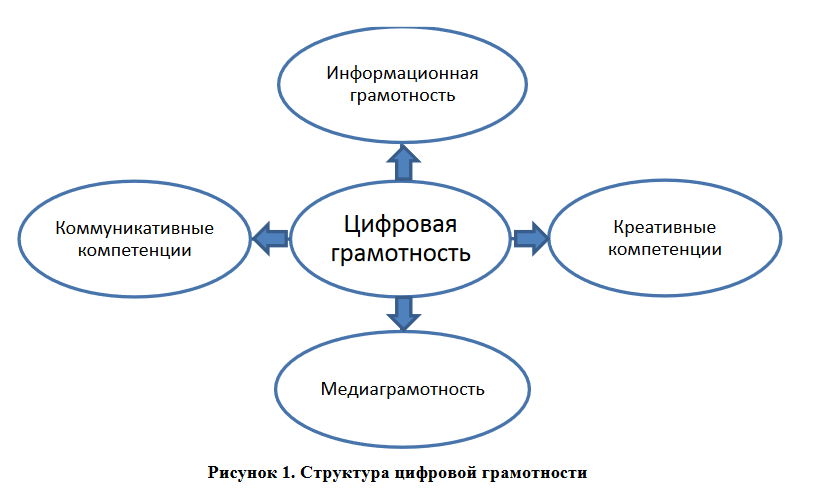 Информационная
грамотность
Коммуникативные
компетенции
Цифровая
грамотность
Креативные
компетенции
Медиаграмотность
Рисунок 1. Структура цифровой грамотности